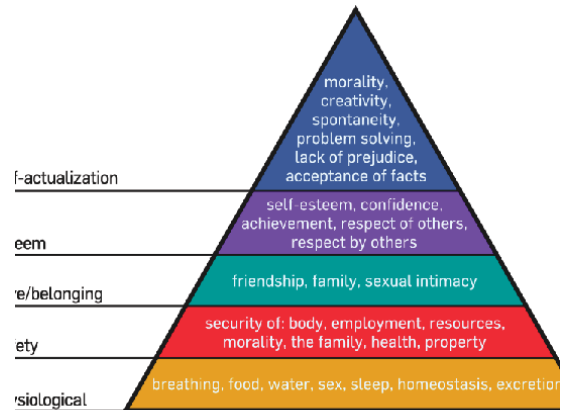 morality,
creativity,
spontaneity,
problem solving,
lack of prejudice,
acceptance of facts
f-actualization
self-esteem, confidence,
achievement, respect of others,
respect by others
eem
friendship, family, sexual intimacy
e/belonging
security of: body, employment, resources,
morality, the family, health, property
ety
breathing, food, water, sex, sleep, homeostasis, excretion
ysiological